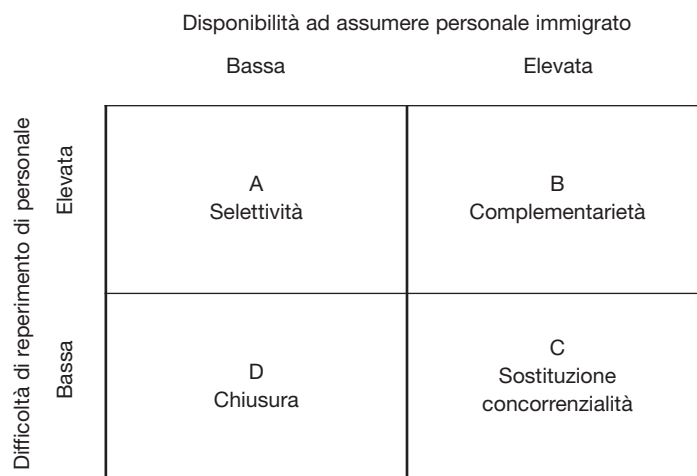 Disponibilità ad assumere personale immigrato
Bassa
Elevata
Difficoltà di reperimento di personale
Elevata
A
Selettività
B
Complementarietà
Bassa
D
Chiusura
C
Sostituzione
concorrenzialità